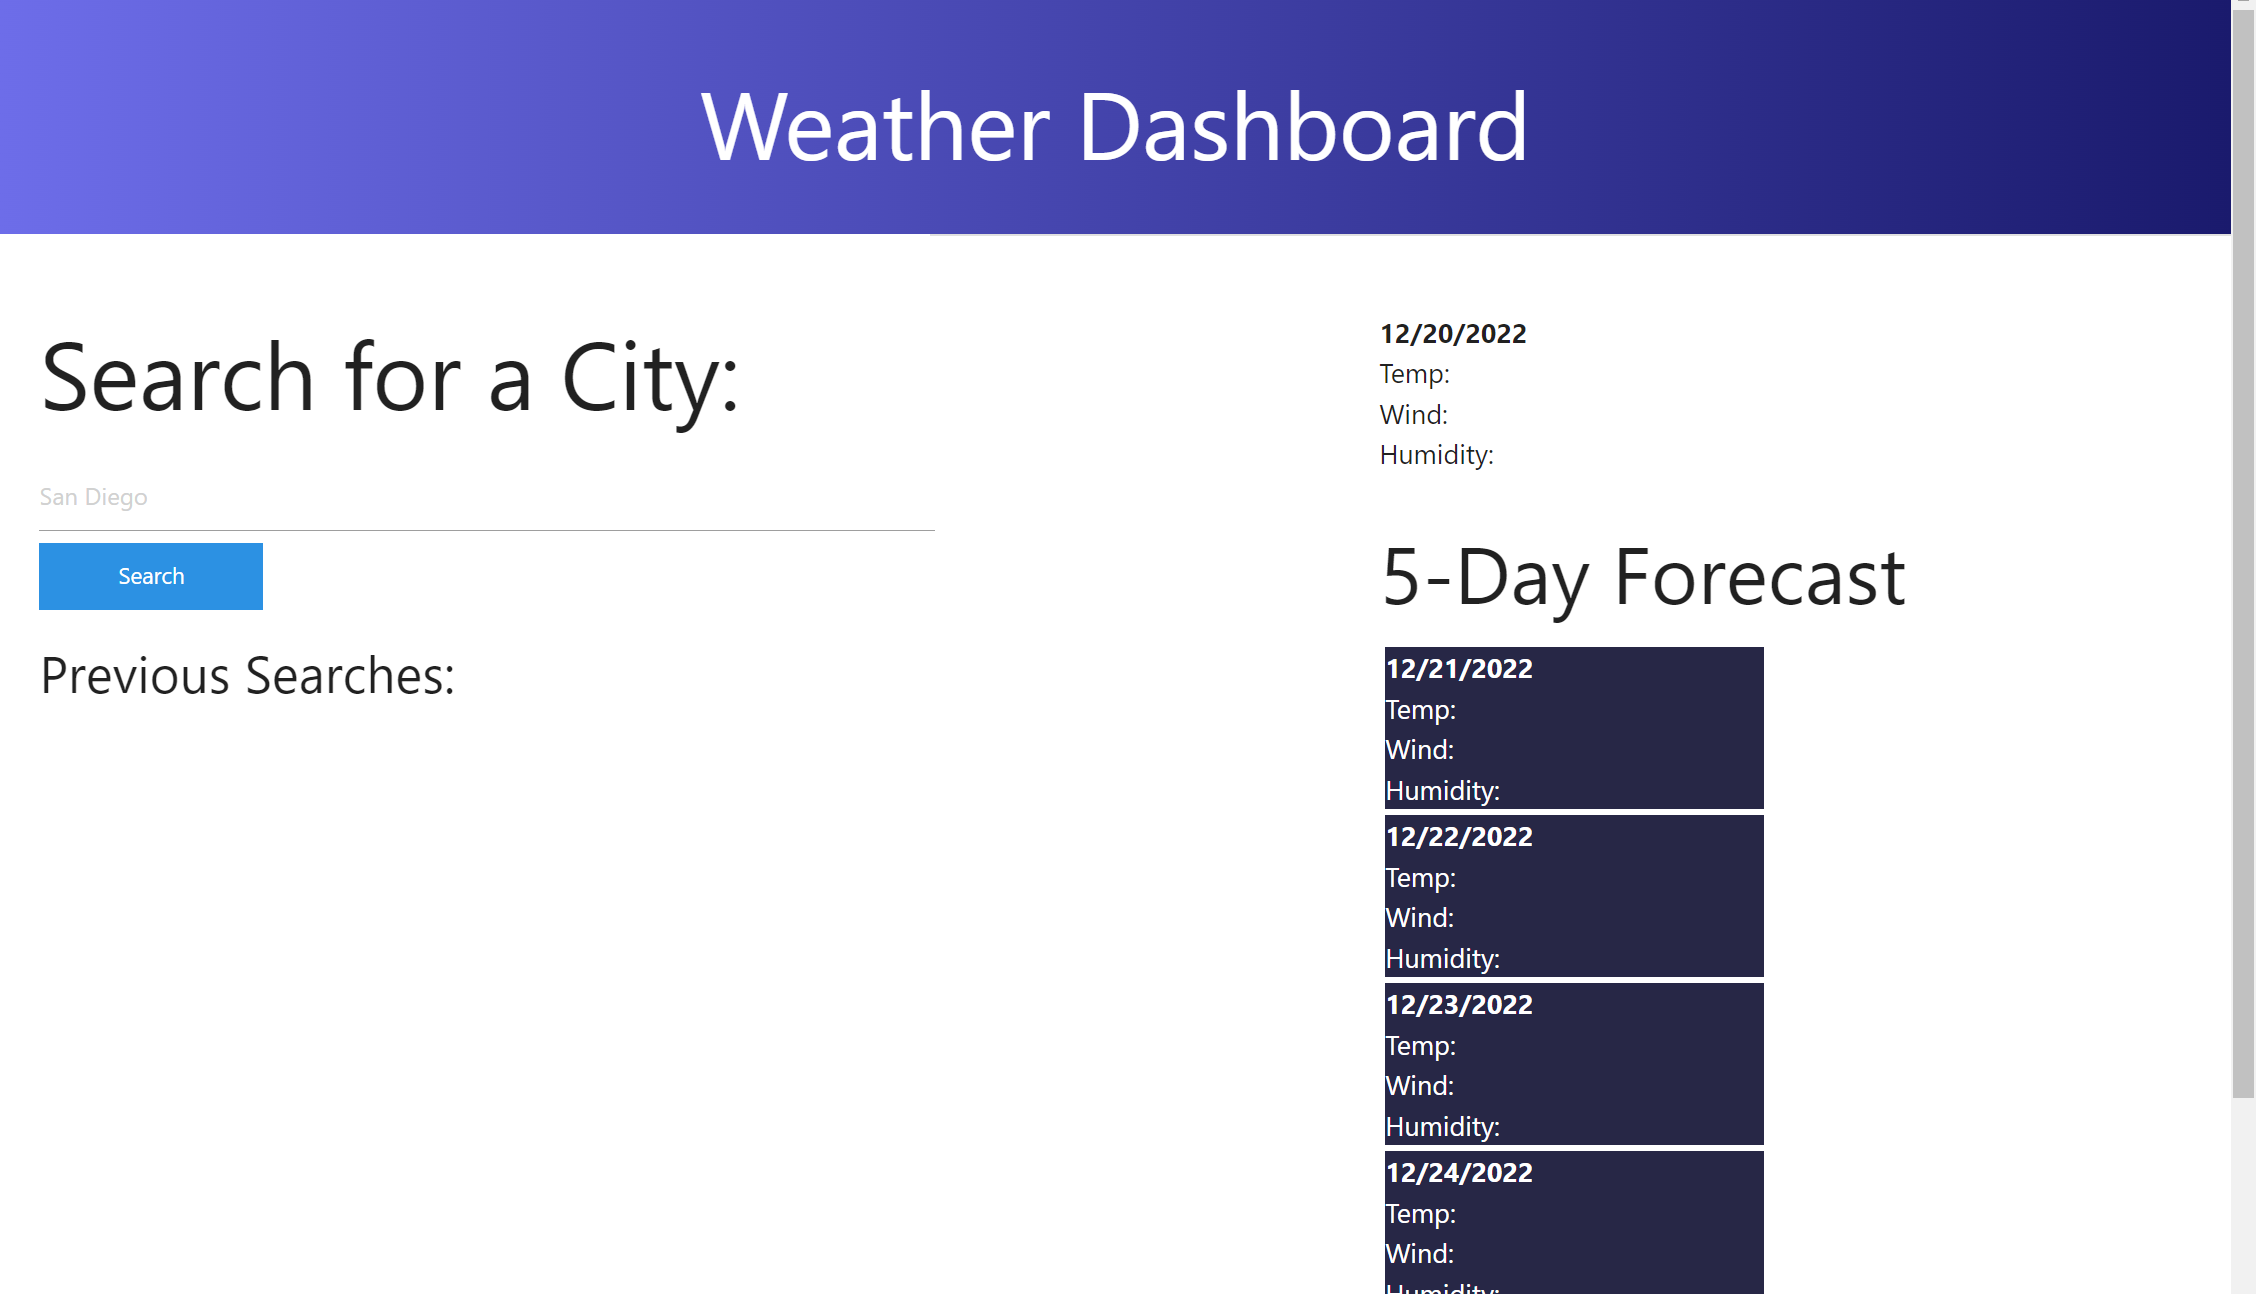 Weather Dashboard
Search for a City:
San Diego
Search
Previous Searches:
12/20/2022
Temp:
Wind:
Humidity:
5-Day Forecast
12/21/2022
Temp:
Wind:
Humidity:
12/22/2022
Temp:
Wind:
Humidity:
12/23/2022
Temp:
Wind:
Humidity:
12/24/2022
Temp:
Wind:
Humidity: